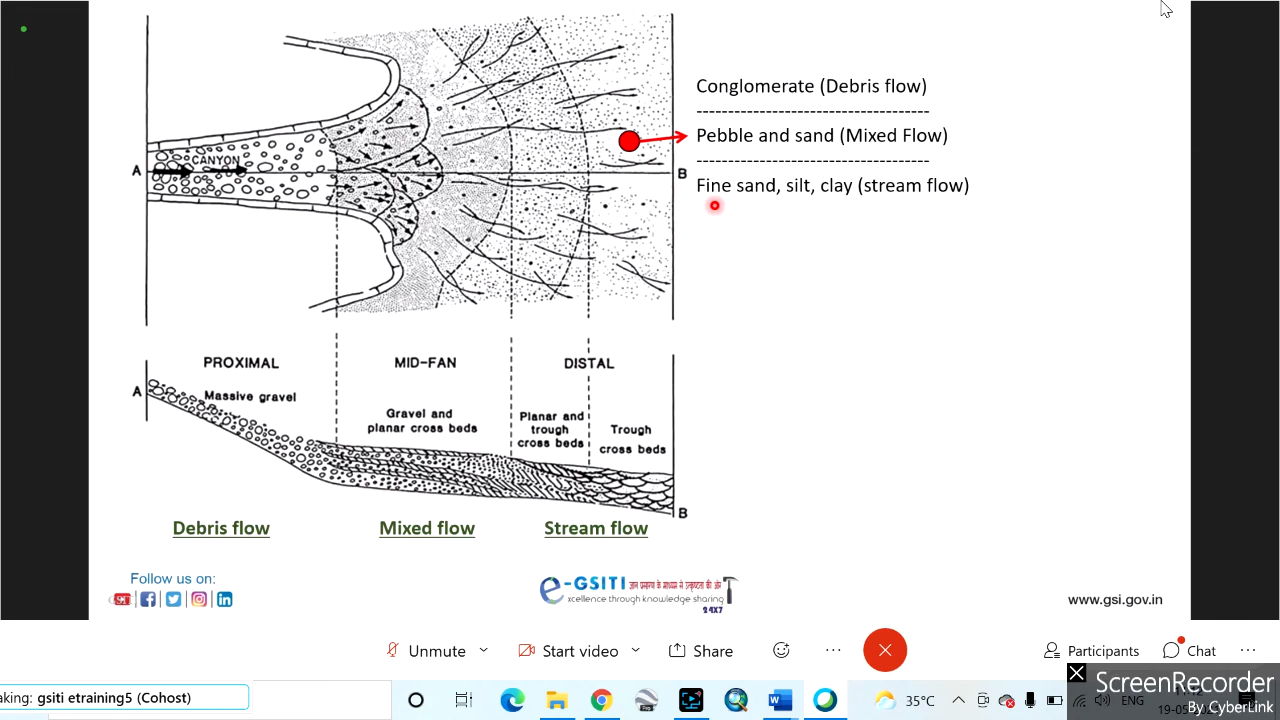 Conglomerate (Debris flow)
-----------------------------------
Pebble and sand (Mixed Flow)
-----------------------------------
Fine sand, silt, clay (stream flow)
CANYON
A
B
PROXIMAL
MID-FAN
DISTAL
A
Massive gravel
Gravel and
planar cross beds
Planar and
trough
cross beds
Trough
cross beds
B
Debris flow
Mixed flow
Stream flow
Follow us on:
e-GSITI
xcellence through knowledge sharing
24X7
www.gsi.gov.in
Unmute
Start video
Share
Participants
Chat
aking: gsiti etraining5 (Cohost)
35°C
ENG
ScreenRecorder
By CyberLink